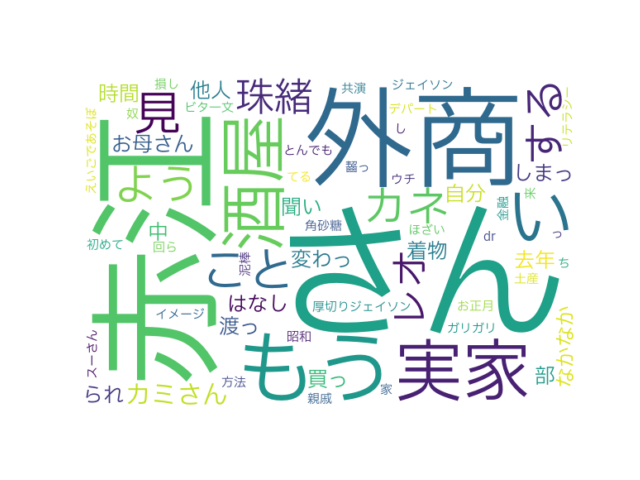 損し
共演
ジェイソン
時間
奴
他人
珠緒
外商
する
リテラシー
ビター文
デパート
えいごであそぼ
見
お母さん
酒屋
とんでも
し
赤江
よう
てる
齧っ
ウチ
しまっ
聞い
カネ
自分
い
栄
金融
っ
初めて
中
回ら
こと
泥棒
変わっ
角砂糖
さん
レオ
着物
ほざい
dr
去年
土産
ち
はなし
厚切りジェイソン
お正月
イメージ
渡っ
昭和
もう
ガリガリ
なかなか
スーさん
実家
られ
カミさん
方法
買っ
親戚
家
部